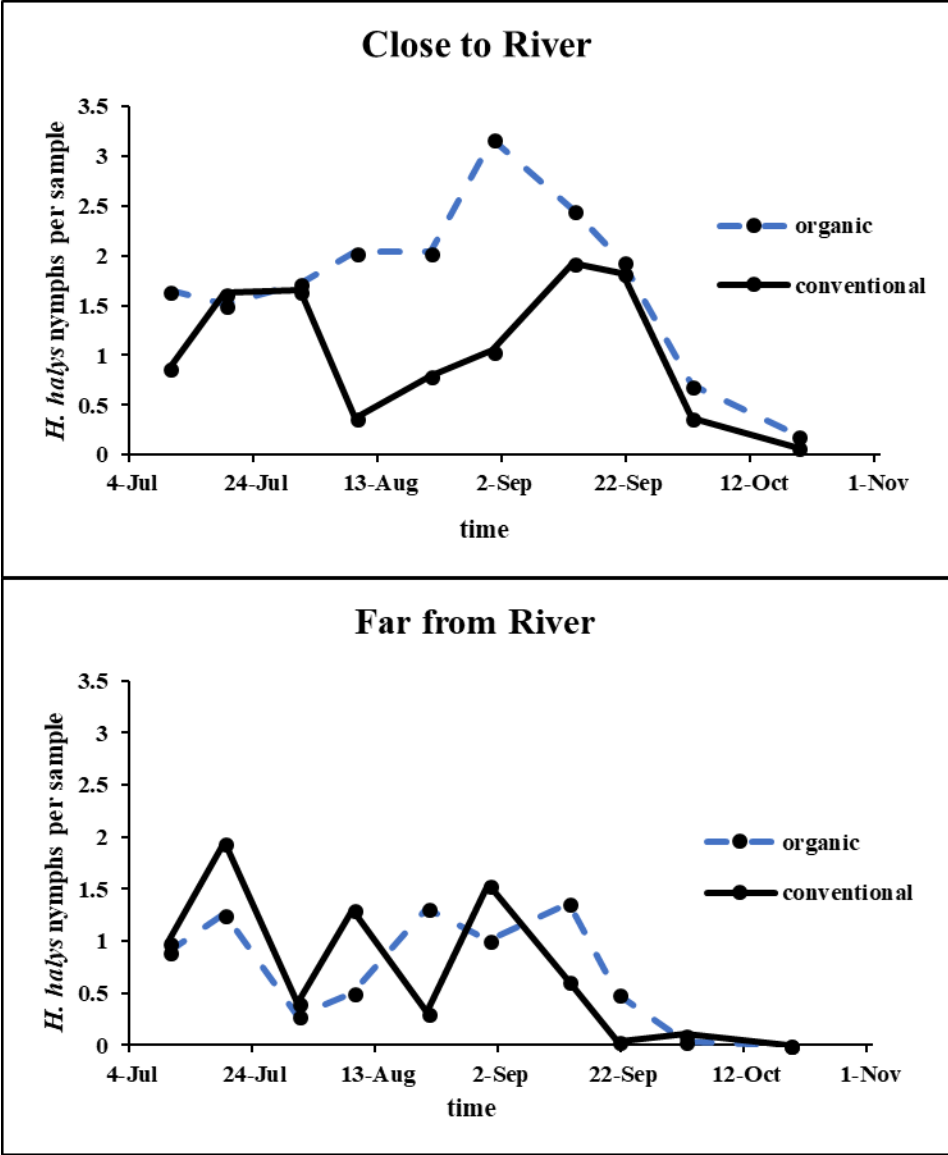 Close to River
H. halys nymphs per sample
3.5
3
2.5
2
1.5
1
0.5
0
4-Jul 24-Jul 13-Aug 2-Sep 22-Sep 12-Oct 1-Nov
time
organic
conventional
Far from River
H. halys nymphs per sample
3.5
3
2.5
2
1.5
1
0.5
0
4-Jul 24-Jul 13-Aug 2-Sep 22-Sep 12-Oct 1-Nov
time
organic
conventional